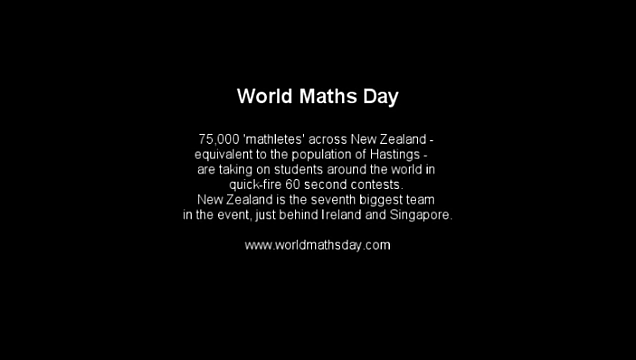 World Maths Day
75,000 'mathletes' across New Zealand -
equivalent to the population of Hastings -
are taking on students around the world in
quick-fire 60 second contests.
New Zealand is the seventh biggest team
in the event, just behind Ireland and Singapore.
www.worldmathsday.com